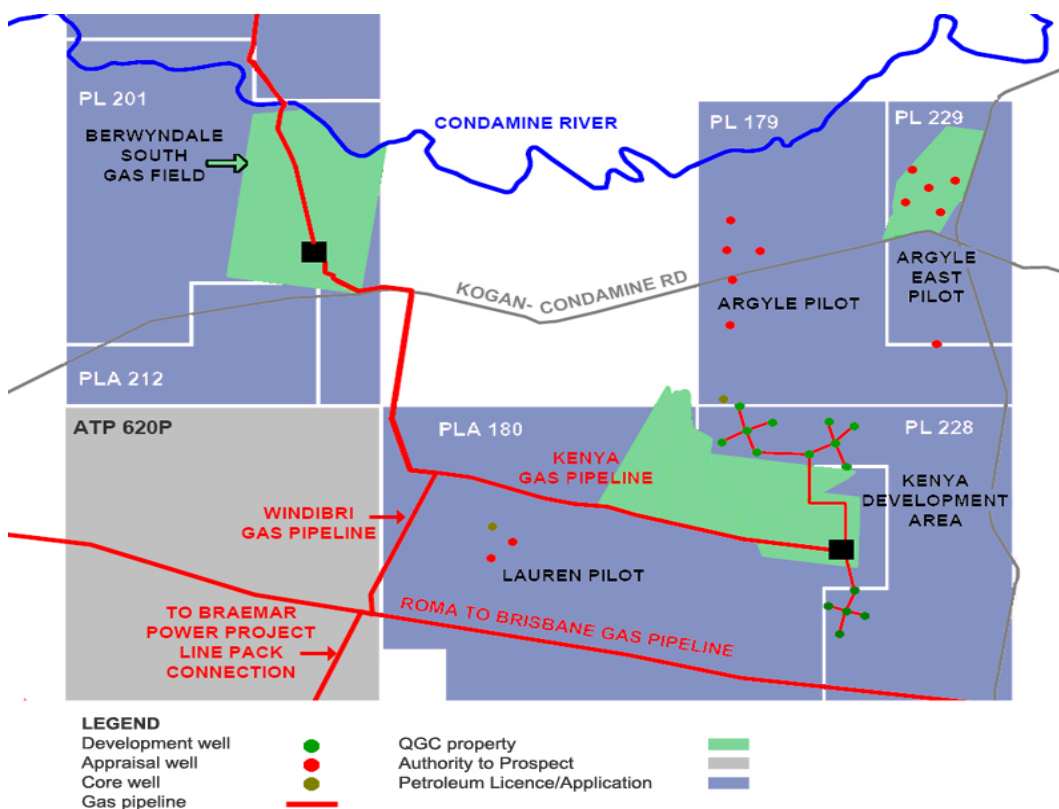 PL 201
BERWYNDALE
SOUTH
GAS FIELD
CONDAMINE RIVER
PL 179
PL 229
KOGAN- CONDAMINE RD
ARGYLE PILOT
ARGYLE
EAST
PILOT
PLA 212
ATP 620P
PLA 180
PL 228
KENYA
GAS PIPELINE
KENYA
DEVELOPMENT
AREA
WINDIBRI
GAS PIPELINE
LAUREN PILOT
ROMA TO BRISBANE GAS PIPELINE
TO BRAEMAR
POWER PROJECT
LINE PACK
CONNECTION
LEGEND
Development well
Appraisal well
Core well
Gas pipeline
QGC property
Authority to Prospect
Petroleum Licence/Application